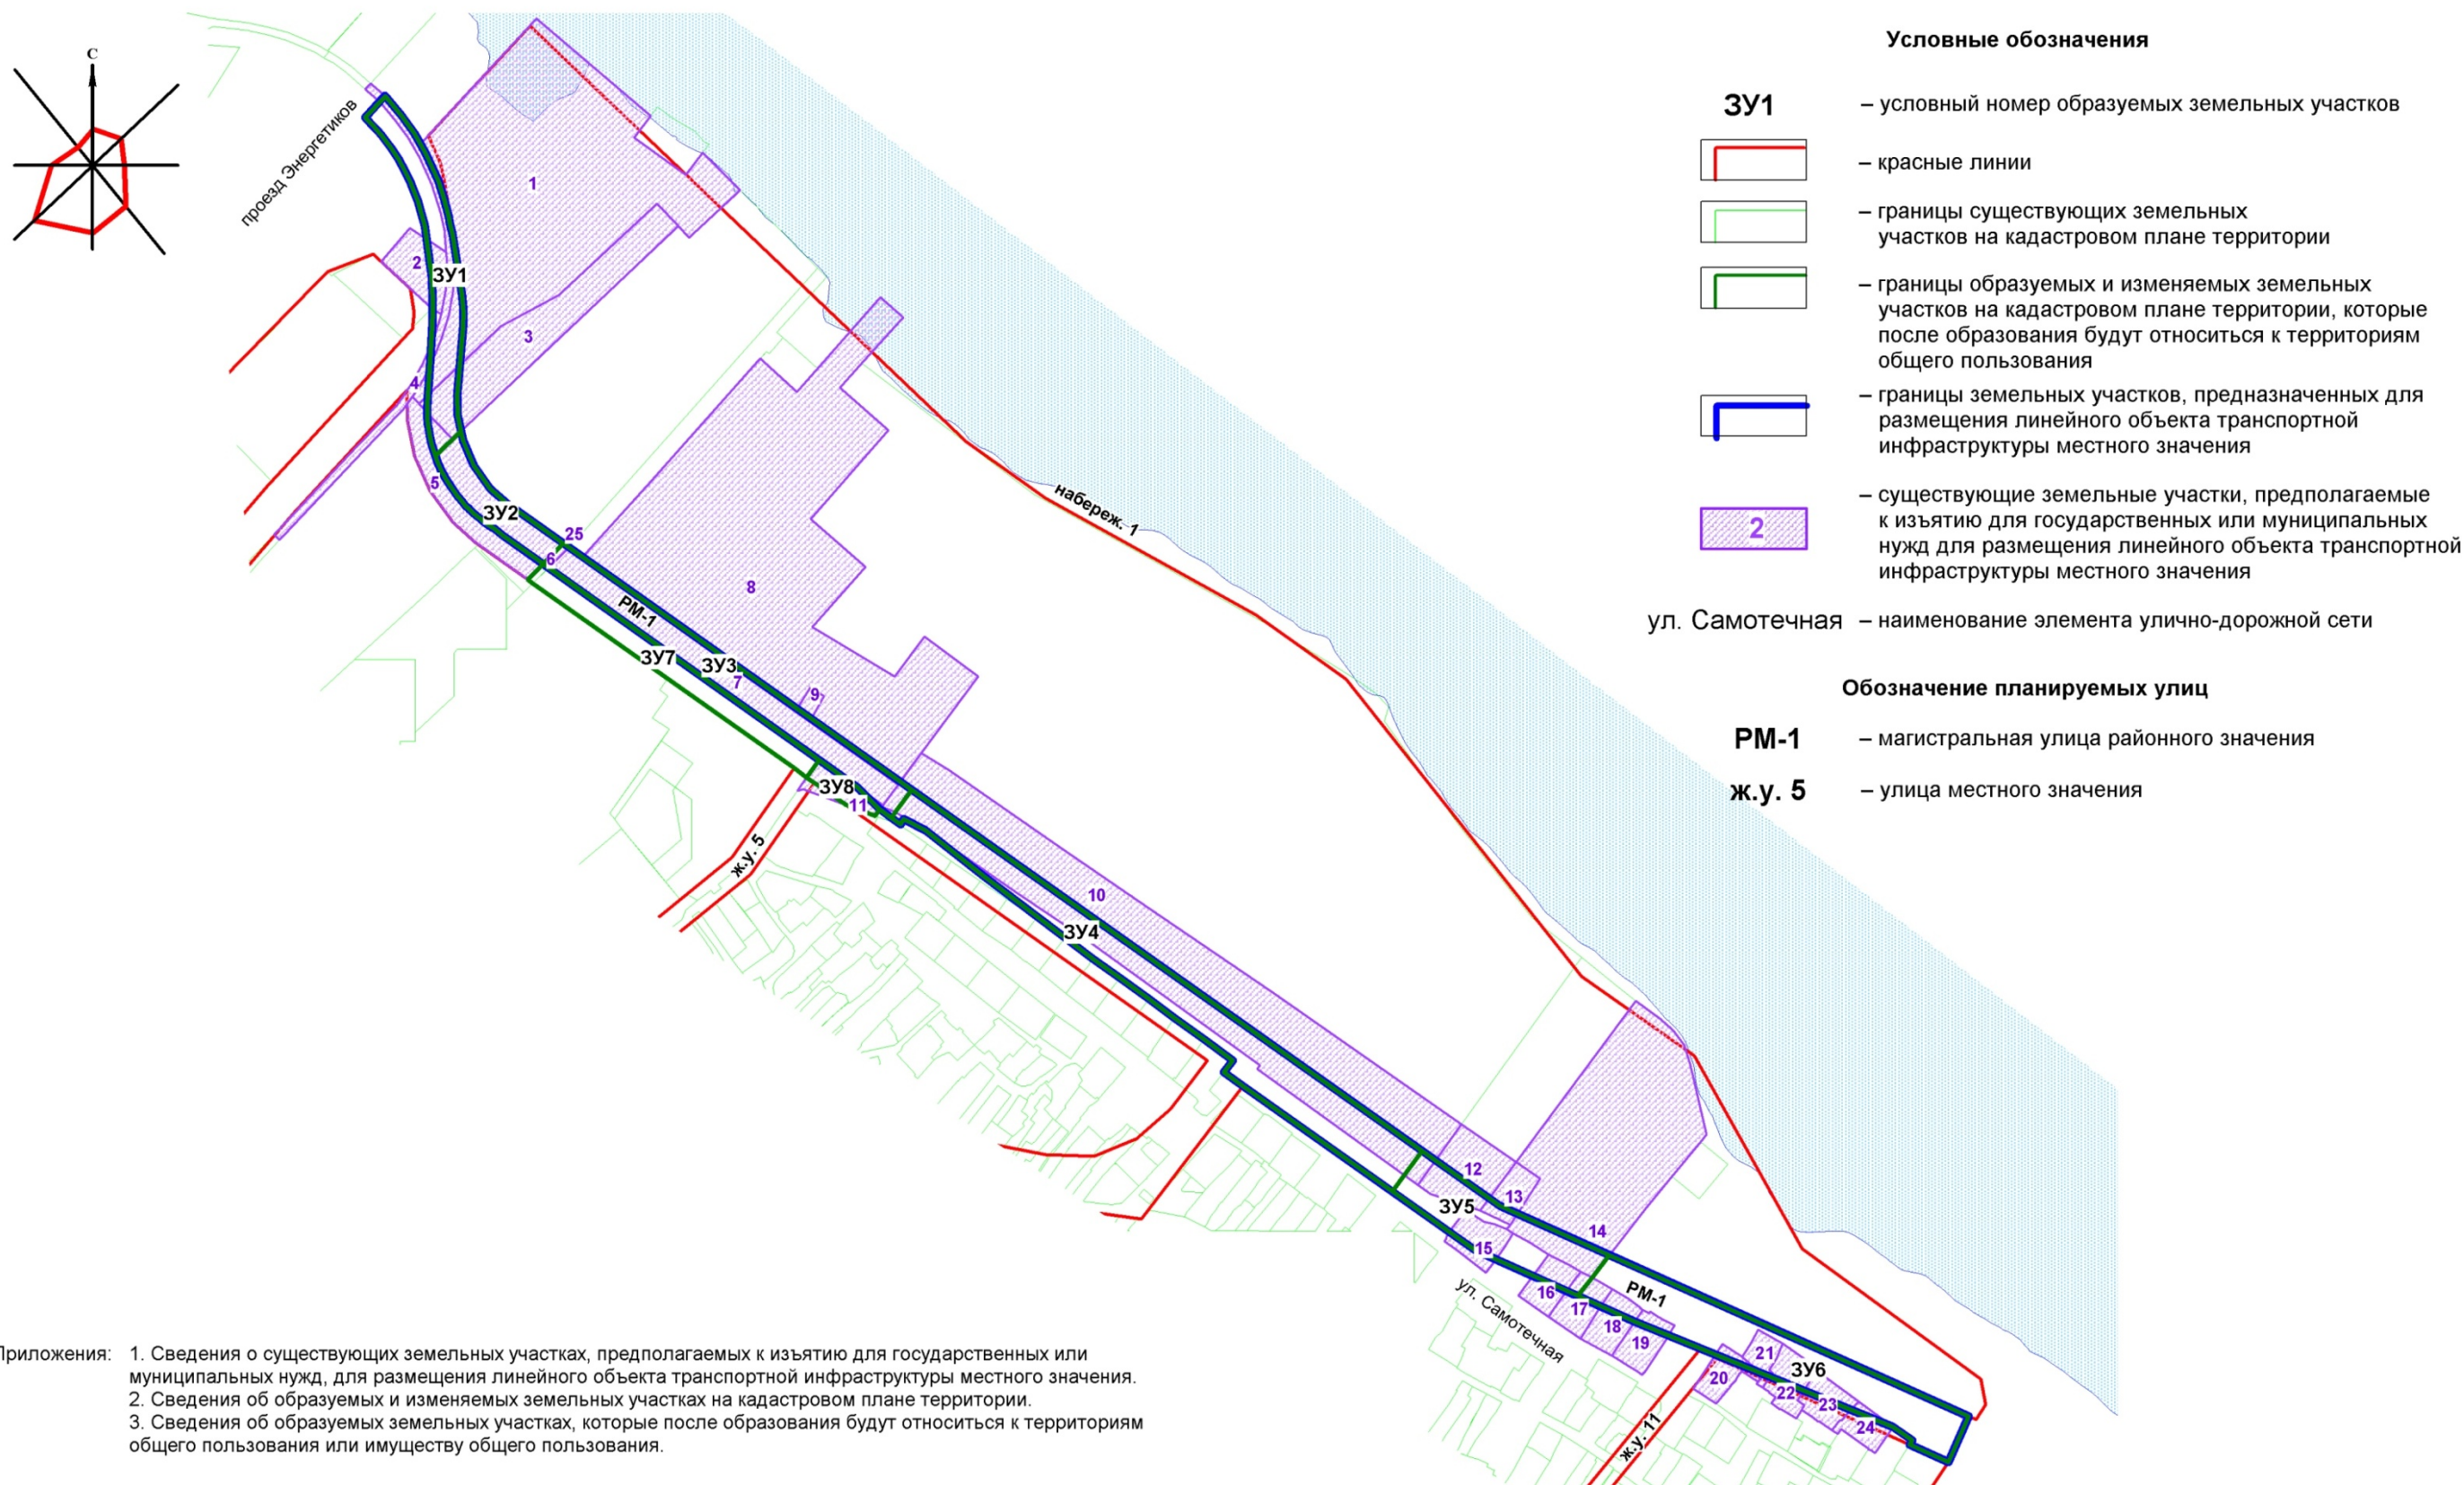 С
проезд Энергетиков
1
2
ЗУ1
3
4
5
ЗУ2
25
6
РМ-1
8
ЗУ7
ЗУ3
7
9
ЗУ8
11
ж.у. 5
10
ЗУ4
набереж. 1
12
13
ЗУ5
14
15
16
17
18
19
РМ-1
ул. Самотечная
20
21
ЗУ6
22
23
24
ж.у. 11
Условные обозначения
ЗУ1 – условный номер образуемых земельных участков
– красные линии
– границы существующих земельных
участков на кадастровом плане территории
– границы образуемых и изменяемых земельных
участков на кадастровом плане территории, которые
после образования будут относиться к территориям
общего пользования
– границы земельных участков, предназначенных для
размещения линейного объекта транспортной
инфраструктуры местного значения
2 – существующие земельные участки, предполагаемые
к изъятию для государственных или муниципальных
нужд для размещения линейного объекта транспортной
инфраструктуры местного значения
ул. Самотечная – наименование элемента улично-дорожной сети
Обозначение планируемых улиц
РМ-1 – магистральная улица районного значения
ж.у. 5 – улица местного значения
Приложения: 1. Сведения о существующих земельных участках, предполагаемых к изъятию для государственных или
муниципальных нужд, для размещения линейного объекта транспортной инфраструктуры местного значения.
2. Сведения об образуемых и изменяемых земельных участках на кадастровом плане территории.
3. Сведения об образуемых земельных участках, которые после образования будут относиться к территориям
общего пользования или имуществу общего пользования.